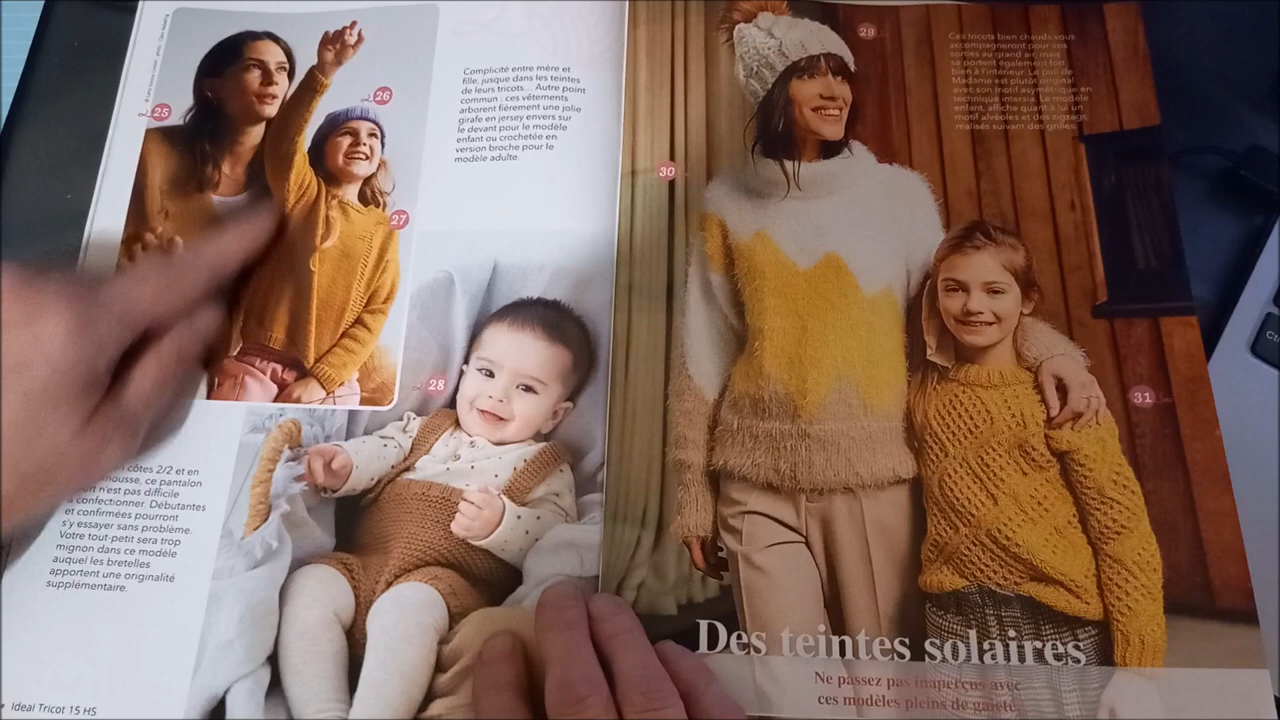 25
26
27
Complicité entre mère et
fille, jusque dans les teintes
de leurs tricots... Autre point
commun : ces vêtements
arborent fièrement une jolie
girafe en jersey envers sur
le devant pour le modèle
enfant ou crochetée en
version broche pour le
modèle adulte.
28
côtes 2/2 et en
mousse, ce pantalon
n'est pas difficile
à confectionner. Débutantes
et confirmées pourront
s'y essayer sans problème.
Votre tout-petit sera trop
mignon dans ce modèle
auquel les bretelles
apportent une originalité
supplémentaire.
Ideal Tricot 15 HS
29
Ces tricots bien chauds vous
accompagneront pour vos
sorties au grand air, mais
se portent également fort
bien à l'intérieur. Le pull de
Madame est plutôt original
avec son motif asymétrique en
technique intarsia. Le modèle
enfant, affiche quant à lui un
motif alvéoles et des zigzags
réalisés suivant des grilles.
30
31
Des teintes solaires
Ne passez pas inaperçus avec
ces modèles pleins de gaieté.
Ct